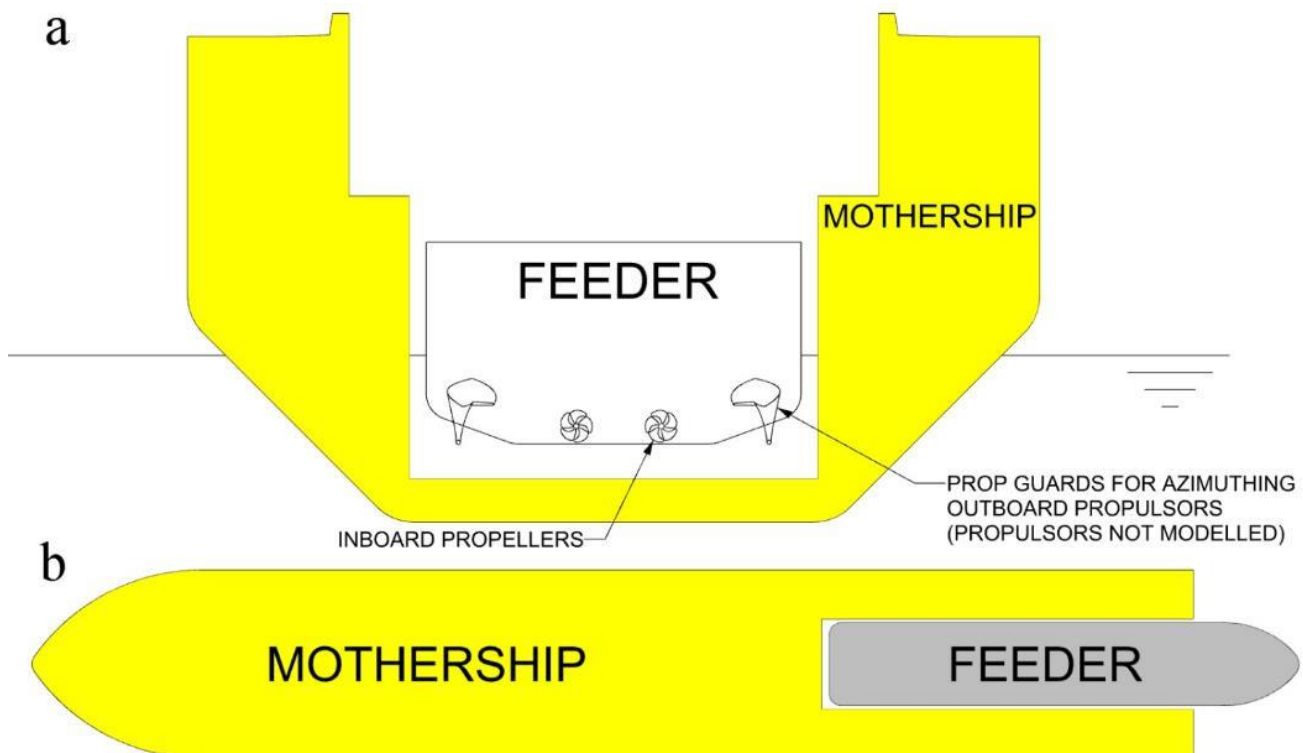 a
MOTHERSHIP
FEEDER
PROP GUARDS FOR AZIMUTHING
OUTBOARD PROPULSORS
(PROPULSORS NOT MODELLED)
INBOARD PROPELLERS
b
MOTHERSHIP
FEEDER